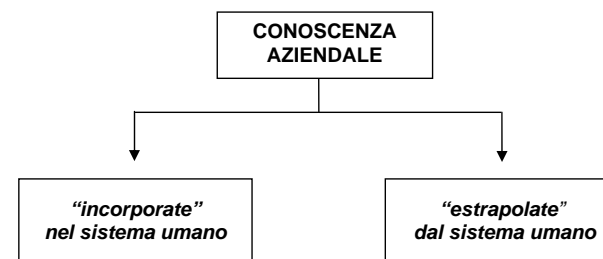 CONOSCENZA
AZIENDALE
“incorporate”
nel sistema umano
“estrapolate”
dal sistema umano